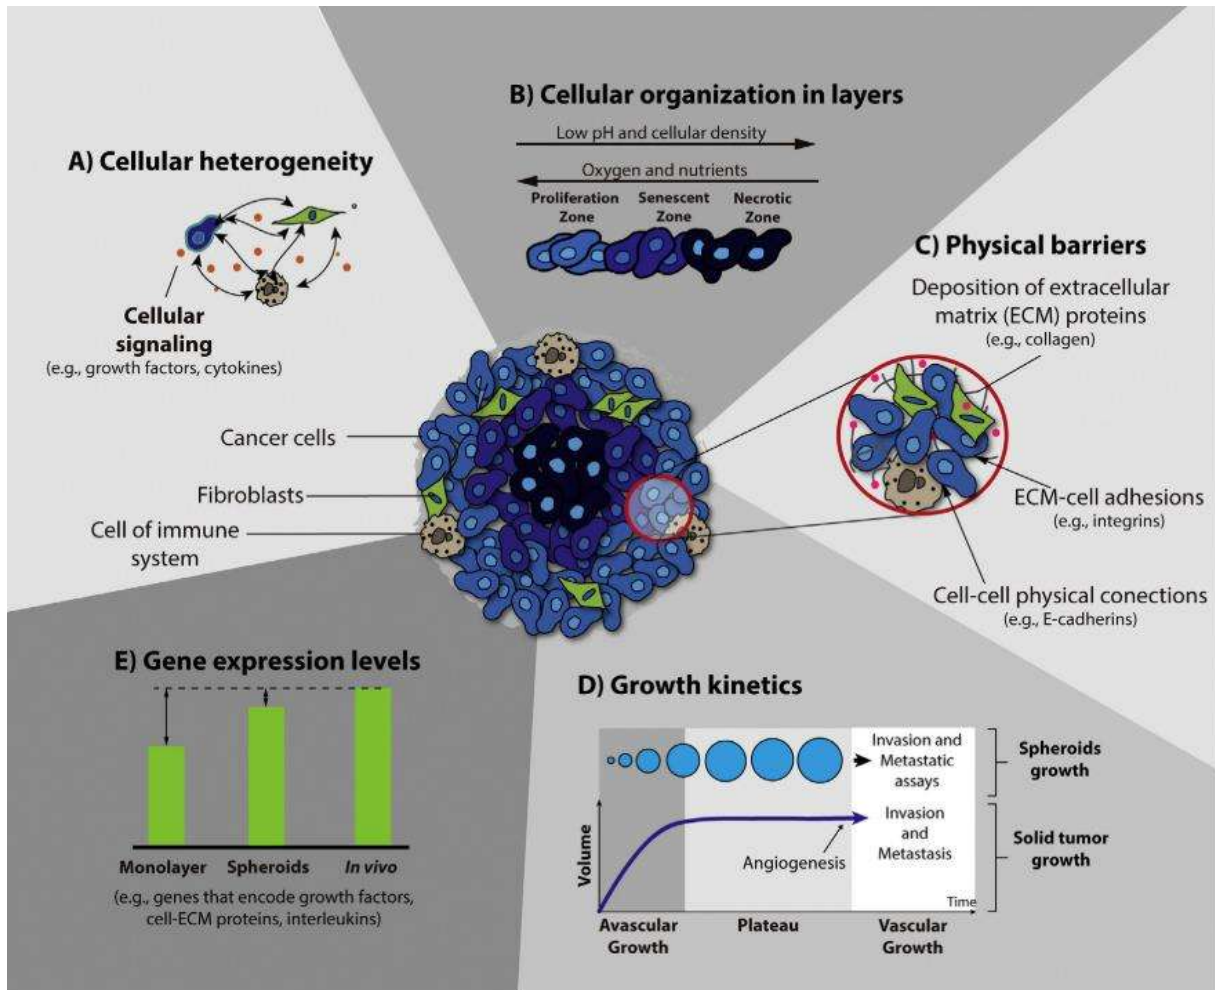 B) Cellular organization in layers
Low pH and cellular density
Oxygen and nutrients
Proliferation Zone
Senescent Zone
Necrotic Zone
A) Cellular heterogeneity
Cellular
signaling
(e.g., growth factors, cytokines)
C) Physical barriers
Deposition of extracellular
matrix (ECM) proteins
(e.g., collagen)
ECM-cell adhesions
(e.g., integrins)
Cell-cell physical conections
(e.g., E-cadherins)
Cancer cells
Fibroblasts
Cell of immune
system
E) Gene expression levels
Monolayer Spheroids In vivo
(e.g., genes that encode growth factors,
cell-ECM proteins, interleukins)
D) Growth kinetics
Invasion and
Metastatic
assays
Spheroids
growth
Volume
Angiogenesis
Invasion
and
Metastasis
Solid tumor
growth
Time
Avascular
Growth
Plateau
Vascular
Growth